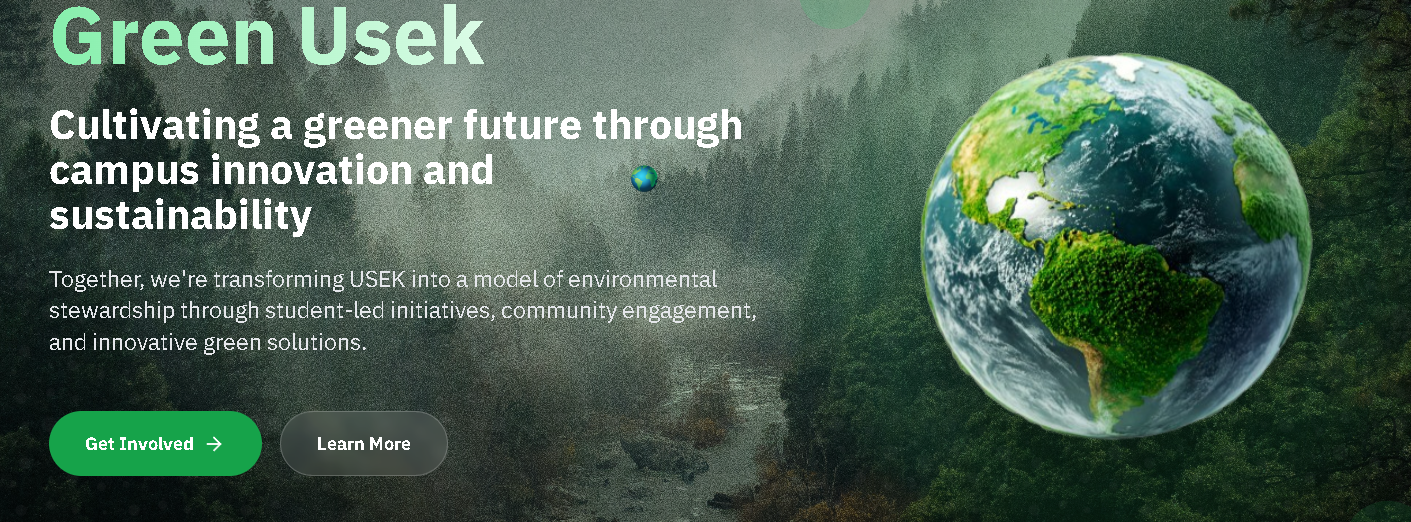 Green Usek
Cultivating a greener future through
campus innovation and
sustainability
Together, we're transforming USEK into a model of environmental
stewardship through student-led initiatives, community engagement,
and innovative green solutions.
Get Involved →
Learn More